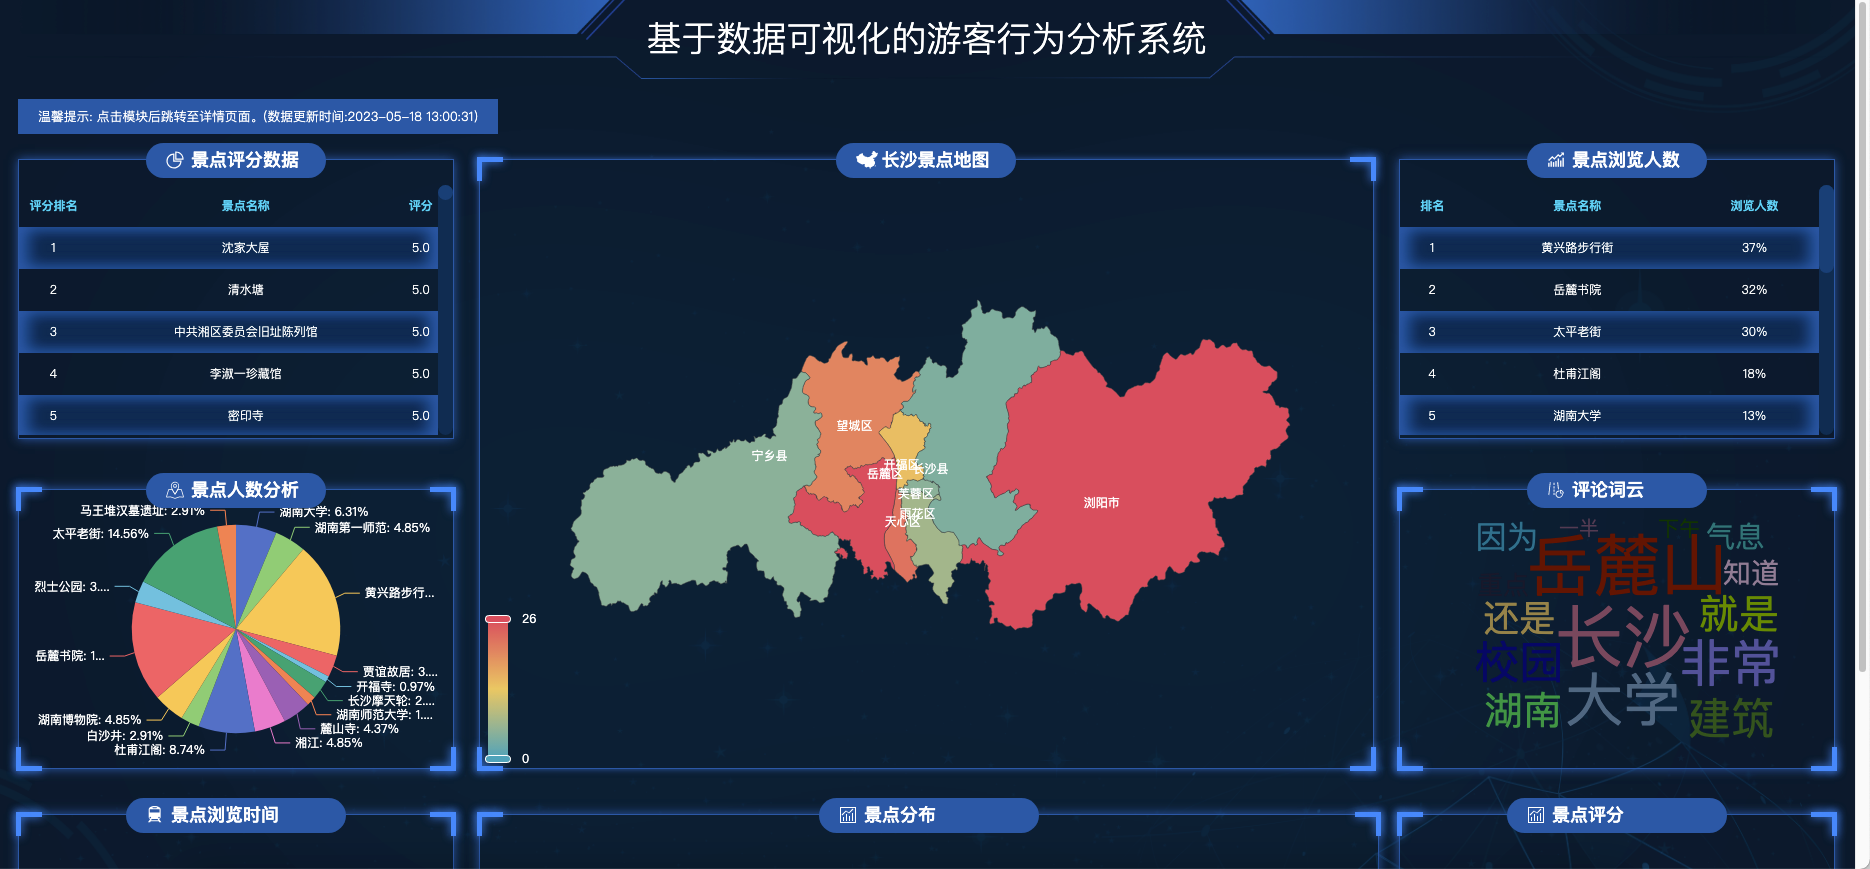 基于数据可视化的游客行为分析系统
温馨提示: 点击模块后跳转至详情页面。(数据更新时间:2023-05-18 13:00:31)
景点评分数据
评分排名 景点名称 评分
1 沈家大屋 5.0
2 清水塘 5.0
3 中共湘区委员会旧址陈列馆 5.0
4 李淑一珍藏馆 5.0
5 密印寺 5.0
景点人数分析
马王堆汉墓遗址: 2.91%
湖南大学: 6.31%
太平老街: 14.56%
湖南第一师范: 4.85%
烈士公园: 3....
黄兴路步行...
岳麓书院: 1...
贾谊故居: 3....
开福寺: 0.97%
长沙摩天轮: 2....
湖南博物院: 4.85%
湖南师范大学: 1....
白沙井: 2.91%
麓山寺: 4.37%
杜甫江阁: 8.74%
湘江: 4.85%
长沙景点地图
望城区
宁乡县
开福区
长沙县
岳麓区
芙蓉区
浏阳市
雨花区
天心区
26
0
景点浏览人数
排名 景点名称 浏览人数
1 黄兴路步行街 37%
2 岳麓书院 32%
3 太平老街 30%
4 杜甫江阁 18%
5 湖南大学 13%
评论词云
因为
一半
下午
气息
岳麓山
知道
还是
长沙
就是
校园
非常
湖南
大学
建筑
景点浏览时间
景点分布
景点评分